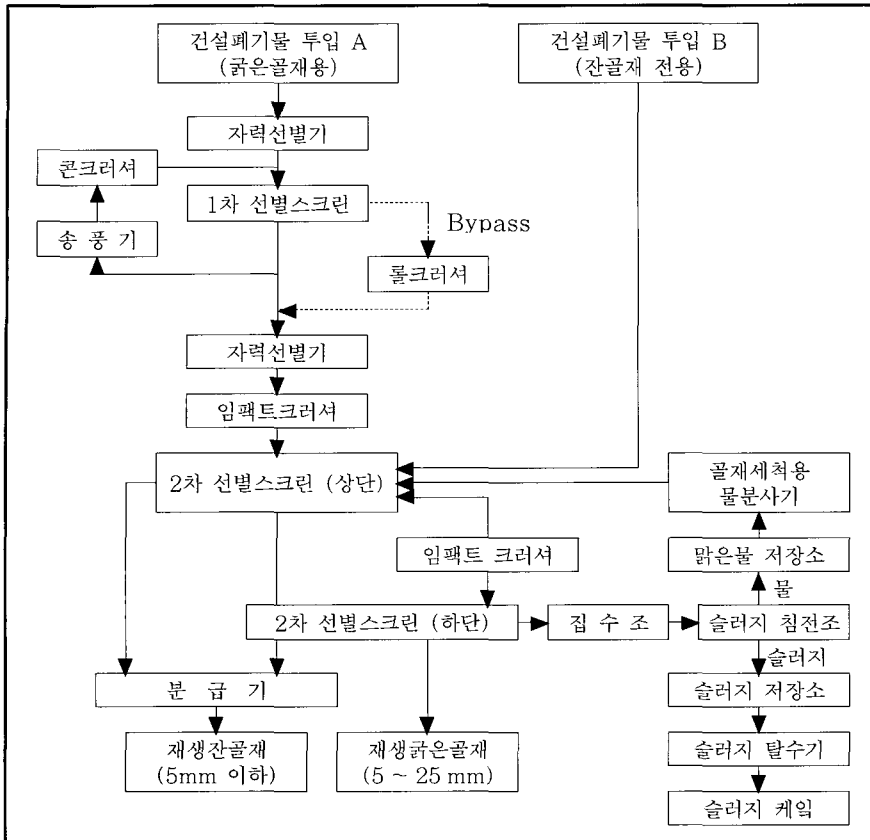 건설폐기물 투입 A
(굵은골재용)
건설폐기물 투입 B
(잔골재 전용)
자력선별기
콘크러셔
1차 선별스크린
Bypass
송 풍 기
롤크러셔
자력선별기
임팩트크러셔
2차 선별스크린 (상단)
골재세척용
물분사기
임팩트 크러셔
맑은물 저장소
물
2차 선별스크린 (하단)
집 수 조
슬러지 침전조
슬러지
분 급 기
슬러지 저장소
재생잔골재
(5mm 이하)
재생굵은골재
(5 ~ 25 mm)
슬러지 탈수기
슬러지 케잌